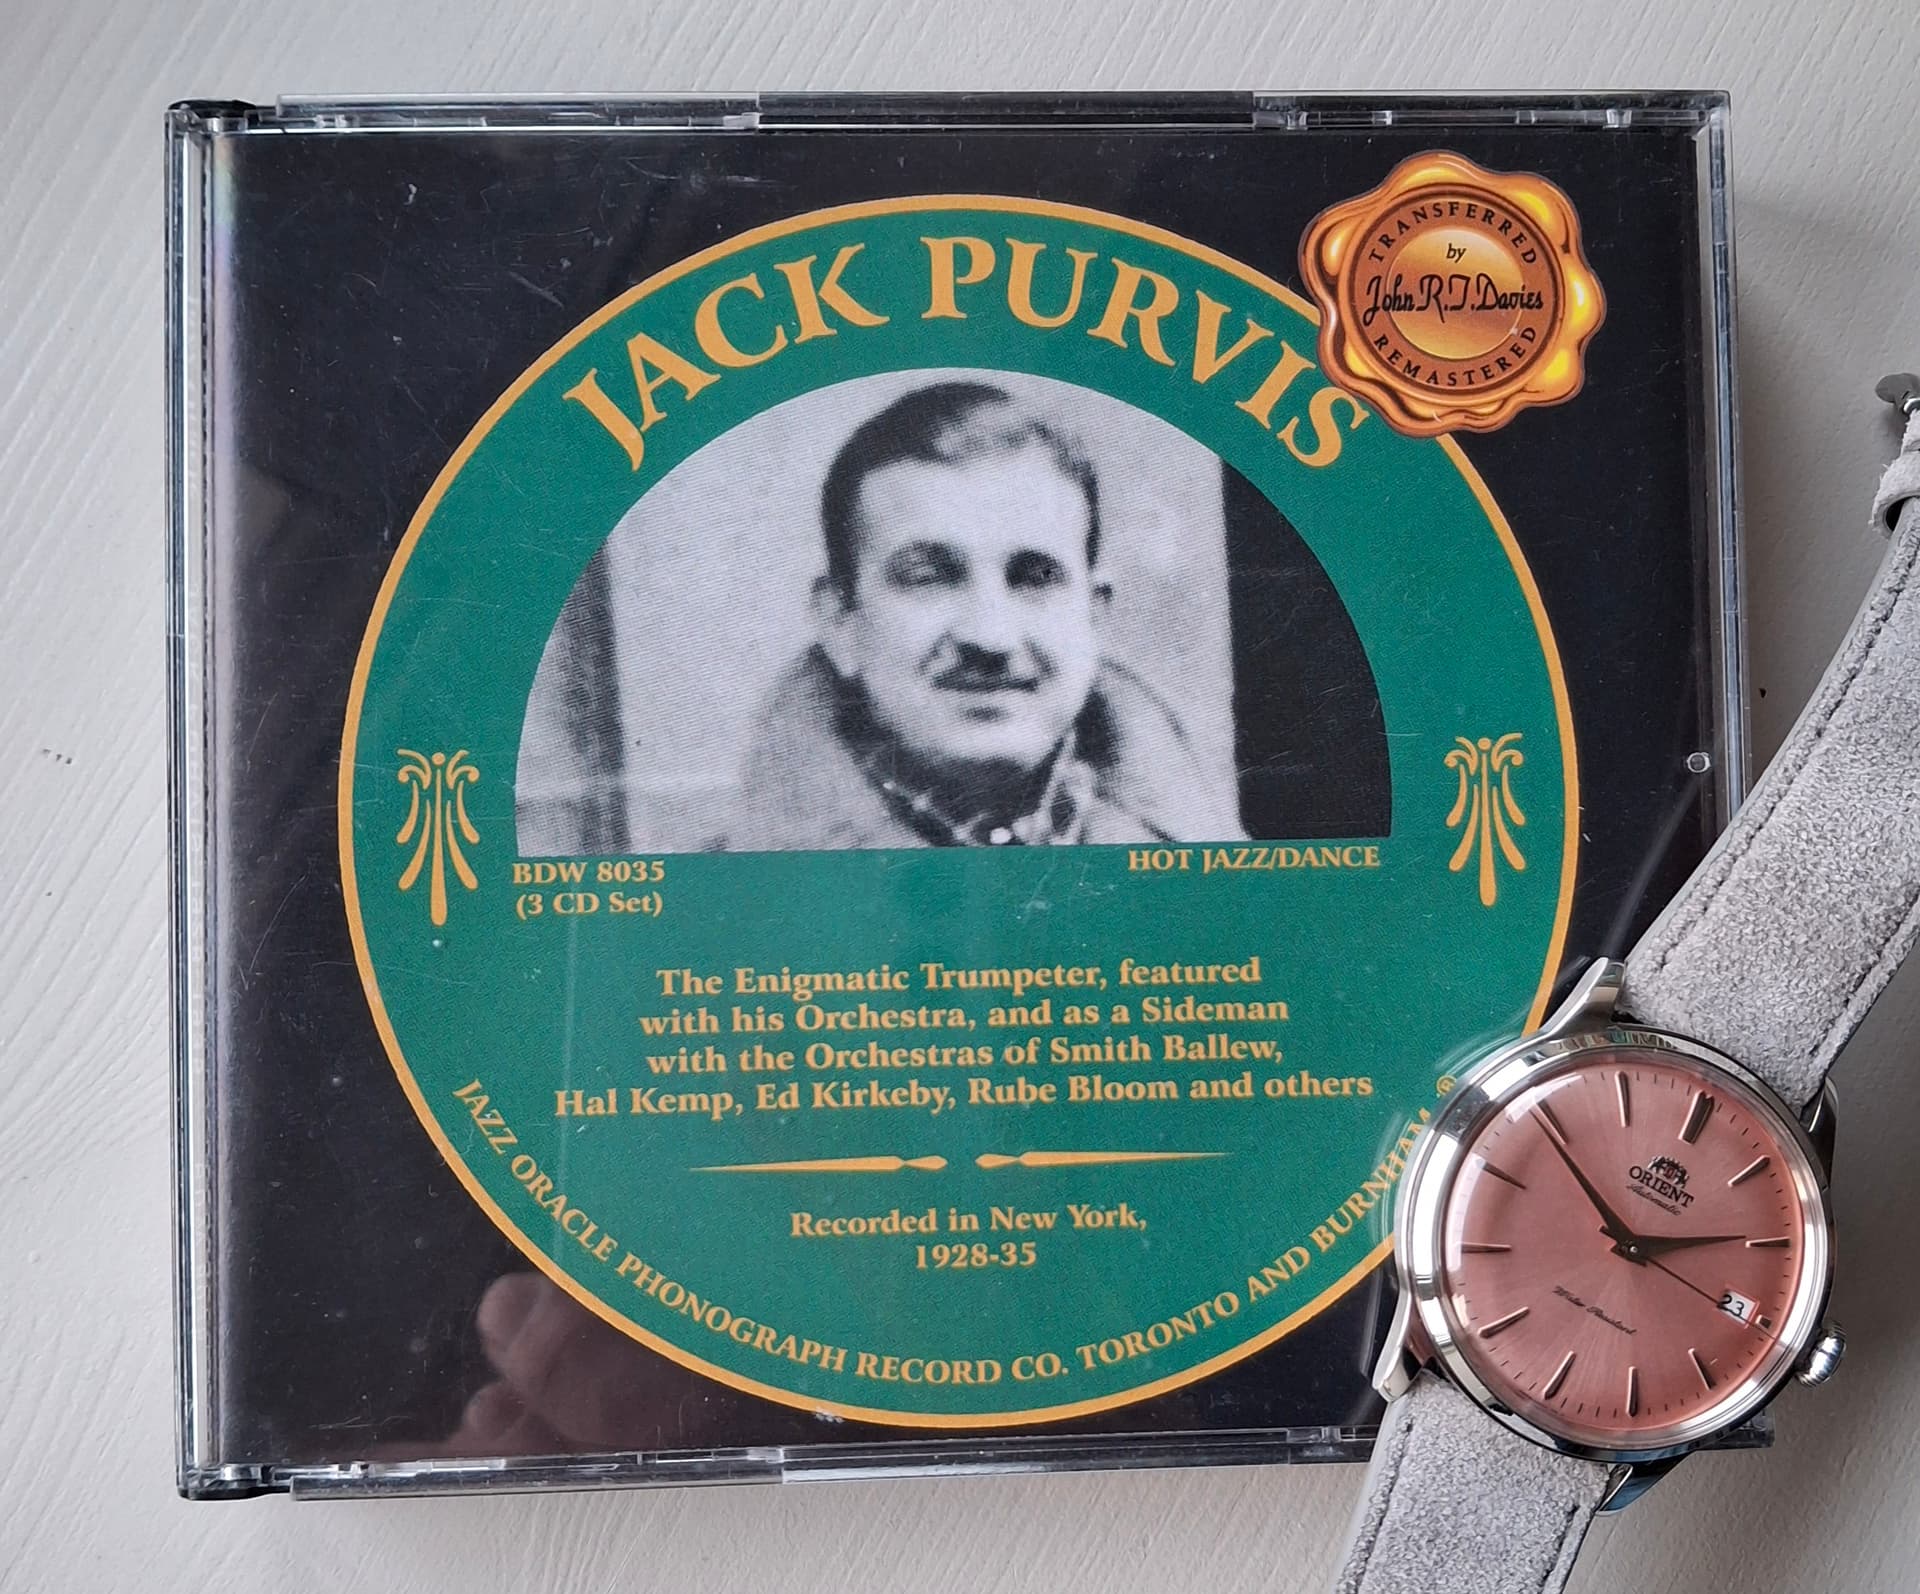 JACK PURVIS
TRANSFERRED
by
John R.T. Davies
REMASTERED
BDW 8035
(3 CD Set)
HOT JAZZ/DANCE
The Enigmatic Trumpeter, featured
with his Orchestra, and as a Sideman
with the Orchestras of Smith Ballew,
Hal Kemp, Ed Kirkeby, Rube Bloom and others
Recorded in New York,
1928-35
JAZZ ORACLE PHONOGRAPH RECORD CO. TORONTO AND BURNHAM ®
ORIENT
Automatic
23
Water Resistant